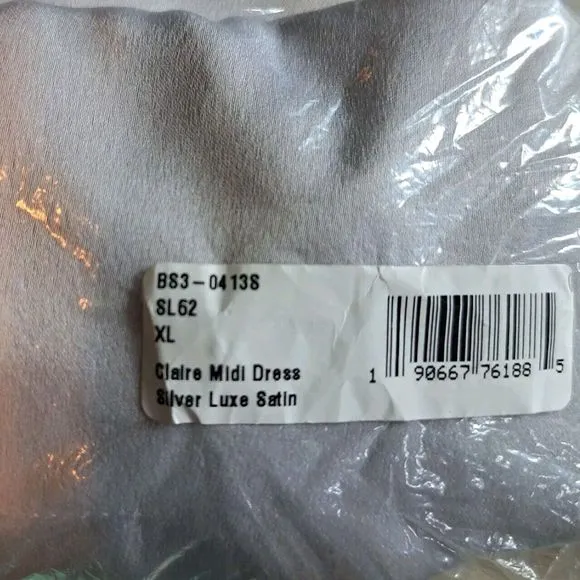 BS3-0413S
SL62
XL
Claire Midi Dress
Silver Luxe Satin
1 90667 76188 5